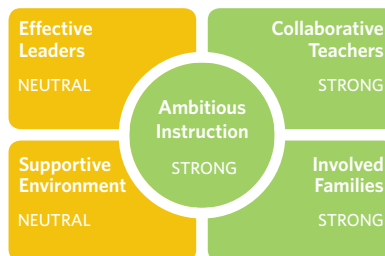 Effective
Leaders
NEUTRAL
Collaborative
Teachers
STRONG
Ambitious
Instruction
STRONG
Supportive
Environment
NEUTRAL
Involved
Families
STRONG